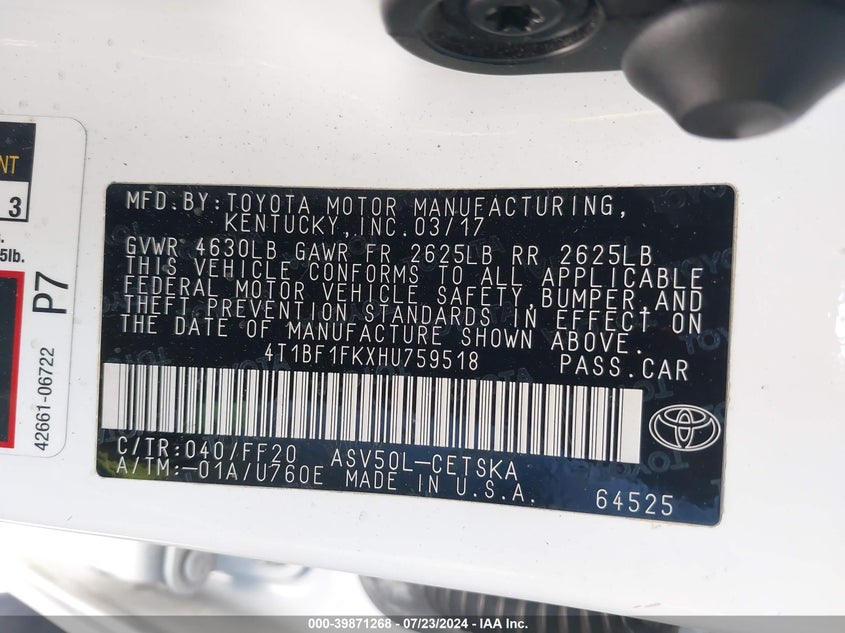 NT
3
5lb.
P7
42661-06722
MFD.BY:TOYOTA MOTOR MANUFACTURING,
KENTUCKY,INC.03/17
GVWR 4630LB GAWR FR 2625LB RR 2625LB
THIS VEHICLE CONFORMS TO ALL APPLICABLE
FEDERAL MOTOR VEHICLE SAFETY,BUMPER,AND
THEFT PREVENTION STANDARDS IN EFFECT ON
THE DATE OF MANUFACTURE SHOWN ABOVE.
4T1BF1FKXHU759518 PASS.CAR
C/TR:040/FF20 ASV50L-CETSKA
A/TM:-01A/U760E MADE IN U.S.A. 64525
000-39871268 - 07/23/2024 - IAA Inc.